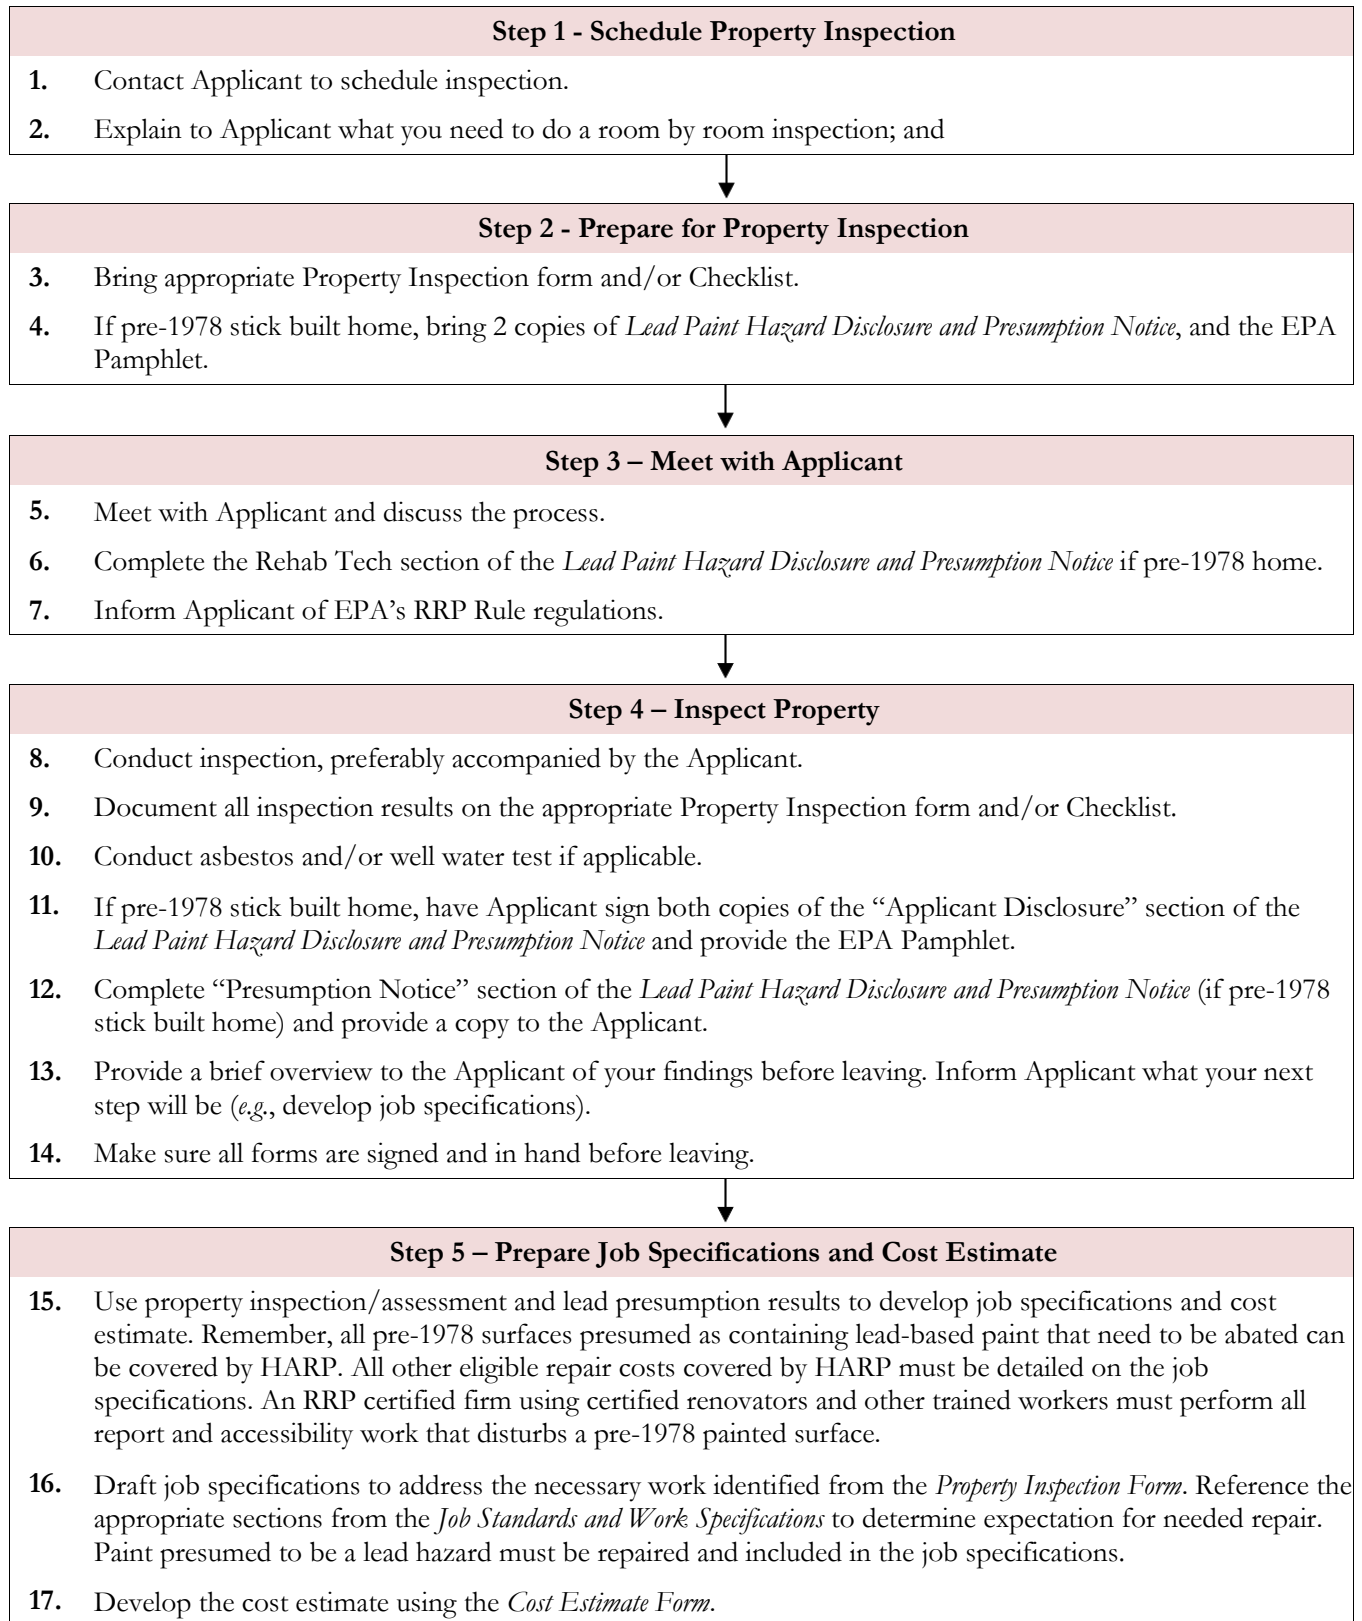 Step 1 - Schedule Property Inspection
1. Contact Applicant to schedule inspection.
2. Explain to Applicant what you need to do a room by room inspection; and
Step 2 - Prepare for Property Inspection
3. Bring appropriate Property Inspection form and/or Checklist.
4. If pre-1978 stick built home, bring 2 copies of Lead Paint Hazard Disclosure and Presumption Notice, and the EPA
Pamphlet.
Step 3 – Meet with Applicant
5. Meet with Applicant and discuss the process.
6. Complete the Rehab Tech section of the Lead Paint Hazard Disclosure and Presumption Notice if pre-1978 home.
7. Inform Applicant of EPA’s RRP Rule regulations.
Step 4 – Inspect Property
8. Conduct inspection, preferably accompanied by the Applicant.
9. Document all inspection results on the appropriate Property Inspection form and/or Checklist.
10. Conduct asbestos and/or well water test if applicable.
11. If pre-1978 stick built home, have Applicant sign both copies of the “Applicant Disclosure” section of the
Lead Paint Hazard Disclosure and Presumption Notice and provide the EPA Pamphlet.
12. Complete “Presumption Notice” section of the Lead Paint Hazard Disclosure and Presumption Notice (if pre-1978
stick built home) and provide a copy to the Applicant.
13. Provide a brief overview to the Applicant of your findings before leaving. Inform Applicant what your next
step will be (e.g., develop job specifications).
14. Make sure all forms are signed and in hand before leaving.
Step 5 – Prepare Job Specifications and Cost Estimate
15. Use property inspection/assessment and lead presumption results to develop job specifications and cost
estimate. Remember, all pre-1978 surfaces presumed as containing lead-based paint that need to be abated can
be covered by HARP. All other eligible repair costs covered by HARP must be detailed on the job
specifications. An RRP certified firm using certified renovators and other trained workers must perform all
report and accessibility work that disturbs a pre-1978 painted surface.
16. Draft job specifications to address the necessary work identified from the Property Inspection Form. Reference the
appropriate sections from the Job Standards and Work Specifications to determine expectation for needed repair.
Paint presumed to be a lead hazard must be repaired and included in the job specifications.
17. Develop the cost estimate using the Cost Estimate Form.